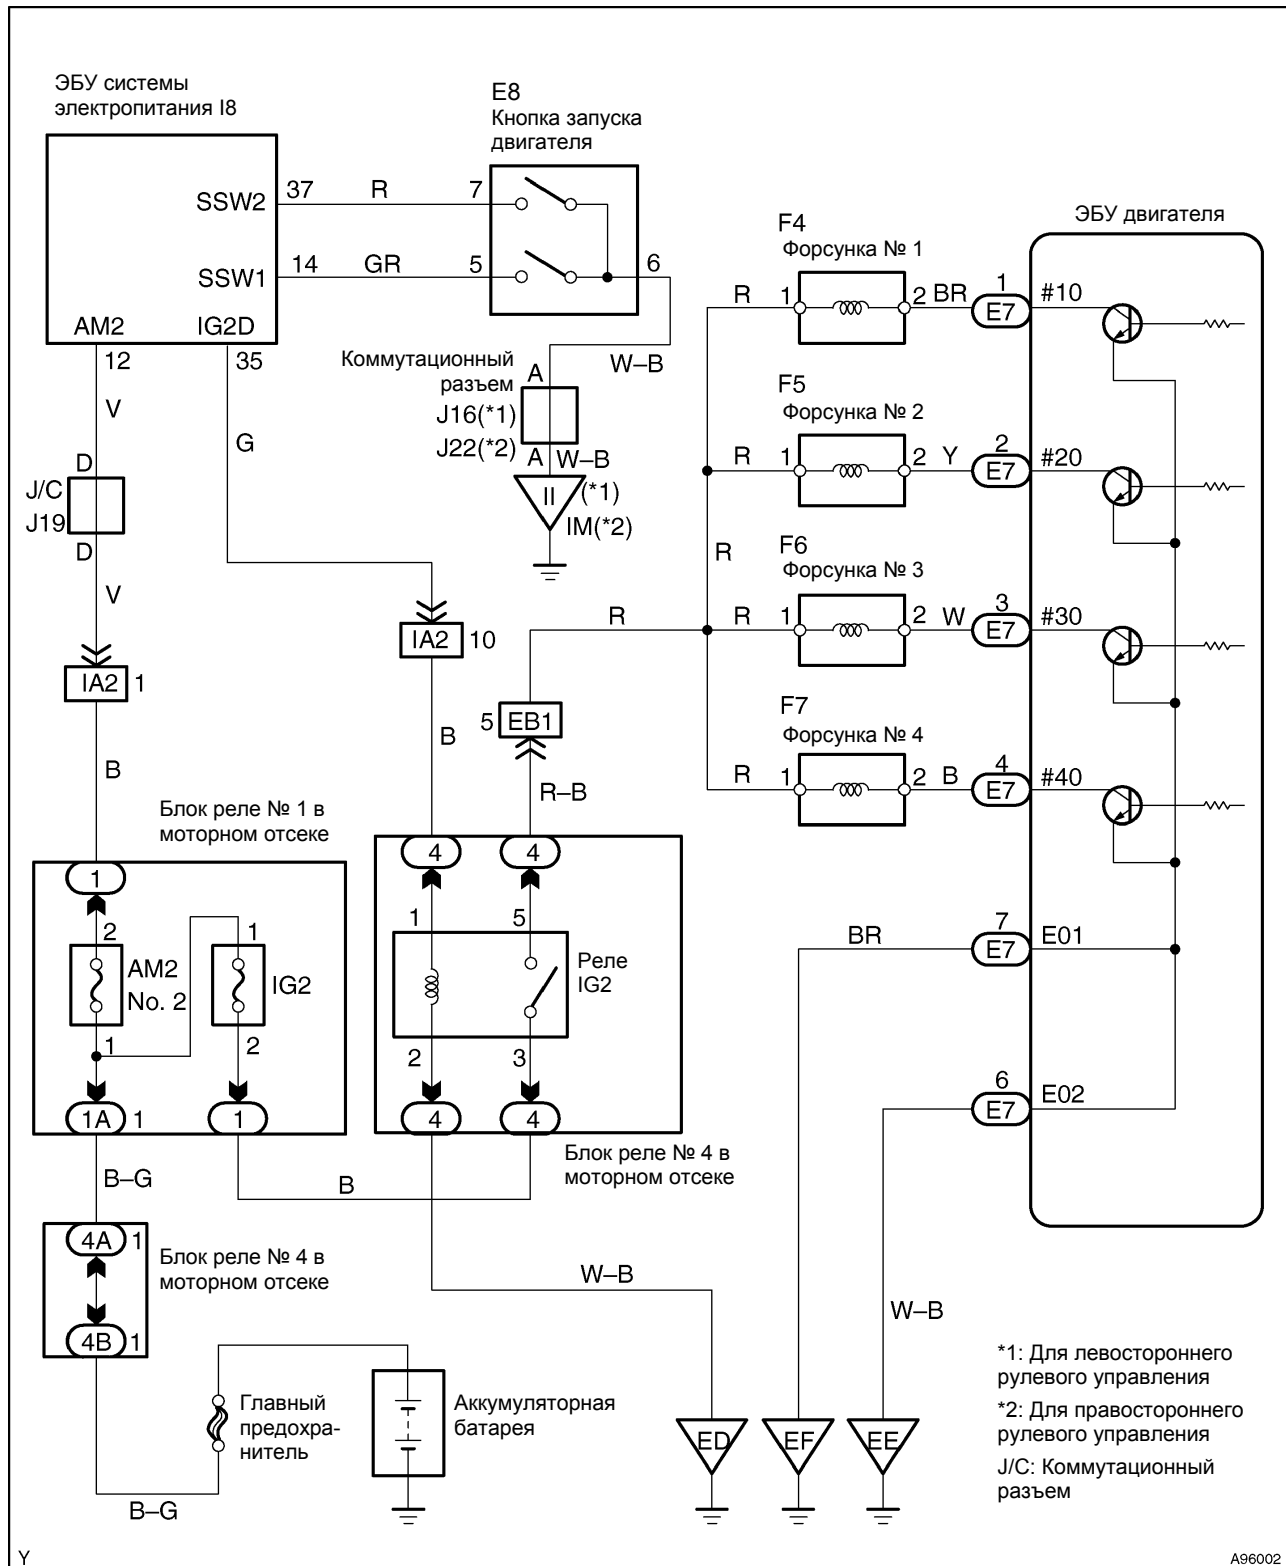 ЭБУ системы
электропитания I8
E8
Кнопка запуска
двигателя
SSW2
37
R
7
SSW1
14
GR
5
6
AM2
IG2D
12
35
V
G
W–B
Коммутационный
разъем
A
J16(*1)
J22(*2)
A
W–B
II
(*1)
IM(*2)
D
J/C
J19
D
V
IA2
1
B
IA2
10
B
R
5
EB1
R–B
ЭБУ двигателя
F4
Форсунка № 1
R
1
2
BR
1
E7
#10
F5
Форсунка № 2
R
1
2
Y
2
E7
#20
R
F6
Форсунка № 3
R
1
2
W
3
E7
#30
F7
Форсунка № 4
R
1
2
B
4
E7
#40
BR
7
E7
E01
6
E7
E02
W–B
Блок реле № 1 в
моторном отсеке
1
2
1
AM2
No. 2
IG2
1
2
1A
1
1
4
4
1
5
Реле
IG2
2
3
4
4
Блок реле № 4 в
моторном отсеке
B–G
B
4A
1
4B
1
Блок реле № 4 в
моторном отсеке
W–B
Главный
предохра-
нитель
Аккумуляторная
батарея
B–G
ED
EF
EE
*1: Для левостороннего
рулевого управления
*2: Для правостороннего
рулевого управления
J/C: Коммутационный
разъем
Y
A96002